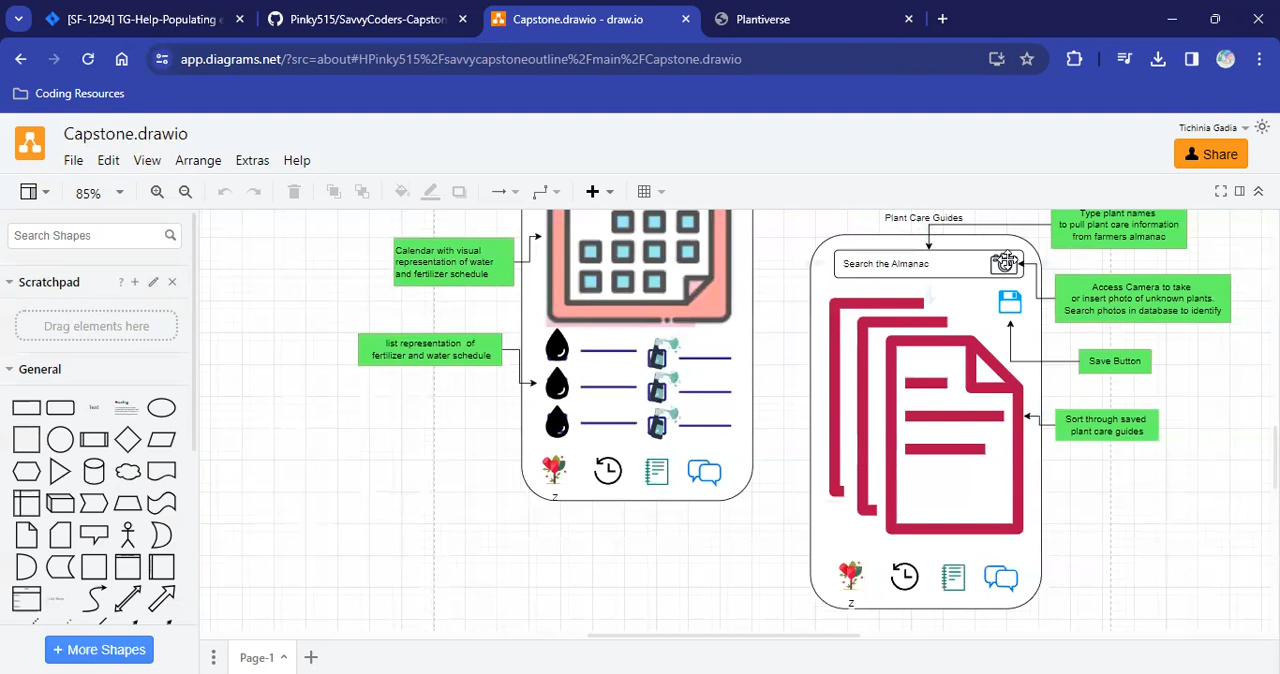 [SF-1294] TG-Help-Populating
Pinky515/SavvyCoders-Capston
Capstone.drawio - draw.io
Plantiverse
app.diagrams.net/?src=about#HPinky515%2Fsavvycapstoneoutline%2Fmain%2FCapstone.drawio
Coding Resources
Capstone.drawio
Tichinia Gadia
File Edit View Arrange Extras Help
Share
85%
Search Shapes
Scratchpad
Drag elements here
General
Text
Heading
+ More Shapes
Calendar with visual
representation of water
and fertilizer schedule
list representation of
fertilizer and water schedule
z
Plant Care Guides
Search the Almanac
Type plant names
to pull plant care information
from farmers almanac
Access Camera to take
or insert photo of unknown plants.
Search photos in database to identify
Save Button
Sort through saved
plant care guides
z
Page-1